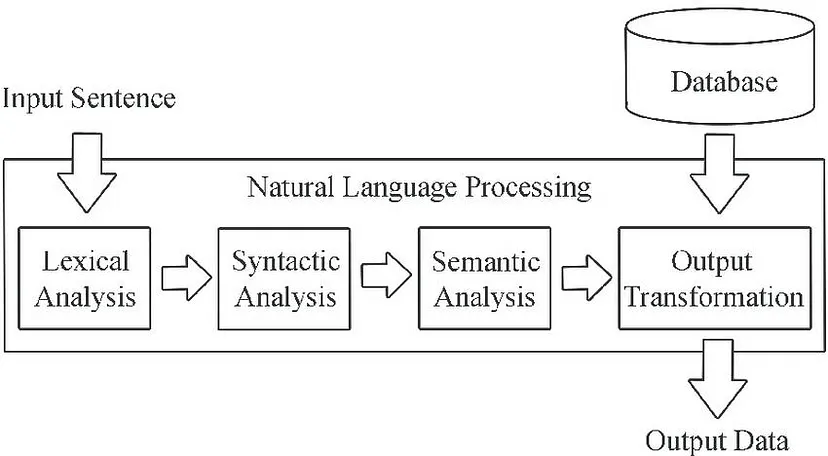 Input Sentence
Database
Natural Language Processing
Lexical
Analysis
Syntactic
Analysis
Semantic
Analysis
Output
Transformation
Output Data